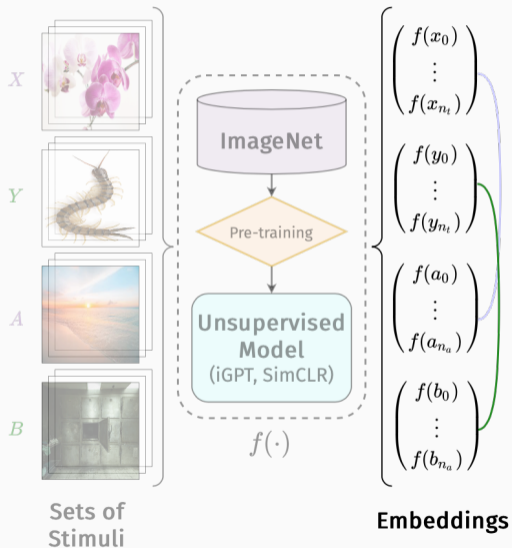 X
Y
A
B
Sets of
Stimuli
ImageNet
Pre-training
Unsupervised
Model
(iGPT, SimCLR)
f(·)
f(x₀)
⋮
f(xₙₜ)
f(y₀)
⋮
f(yₙₜ)
f(a₀)
⋮
f(aₙₐ)
f(b₀)
⋮
f(bₙₐ)
Embeddings